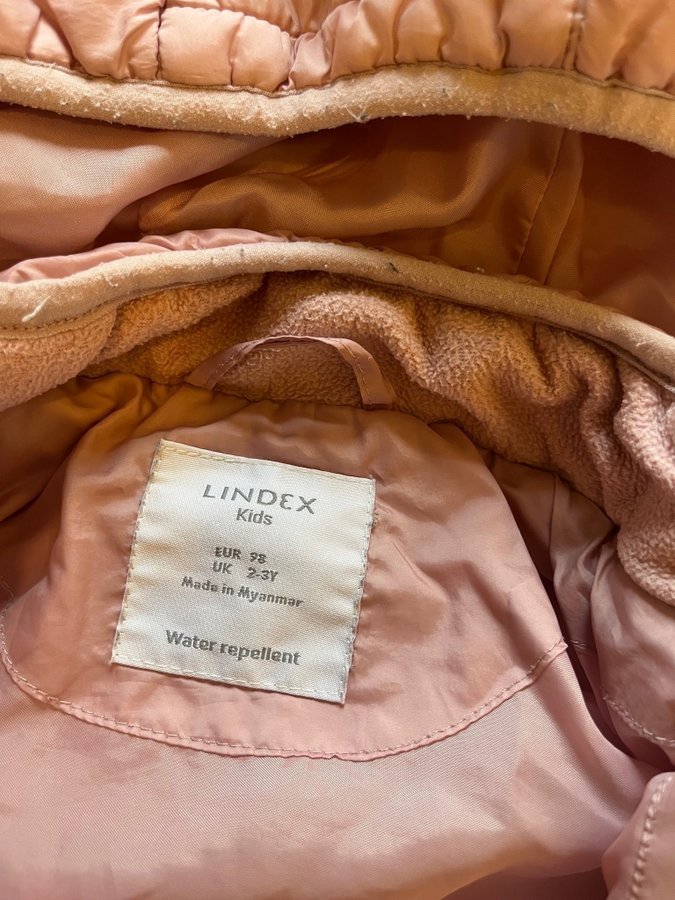 LINDEX
Kids
EUR 98
UK 2-3Y
Made in Myanmar
Water repellent